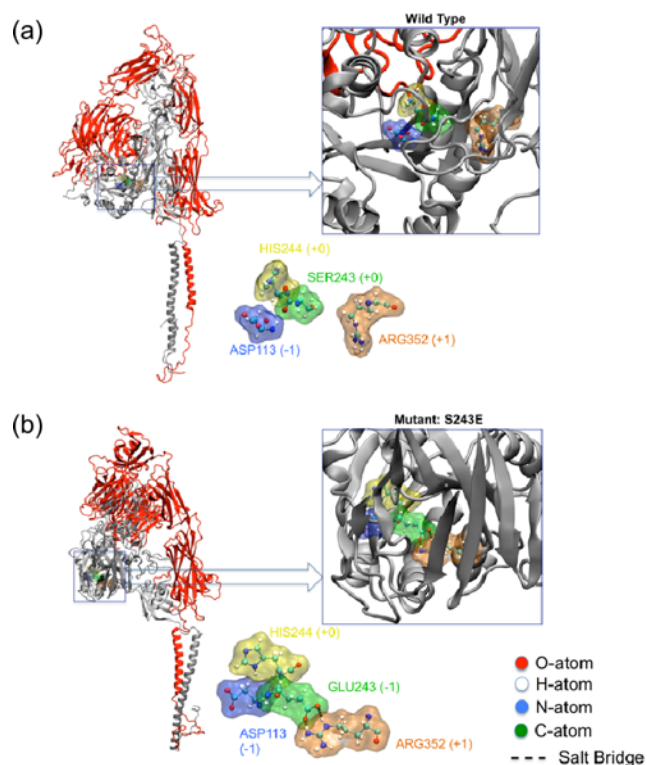 (a)
Wild Type
HIS244 (+0)
SER243 (+0)
ASP113 (-1)
ARG352 (+1)
(b)
Mutant: S243E
HIS244 (+0)
GLU243 (-1)
ASP113
(-1)
ARG352 (+1)
O-atom
H-atom
N-atom
C-atom
Salt Bridge